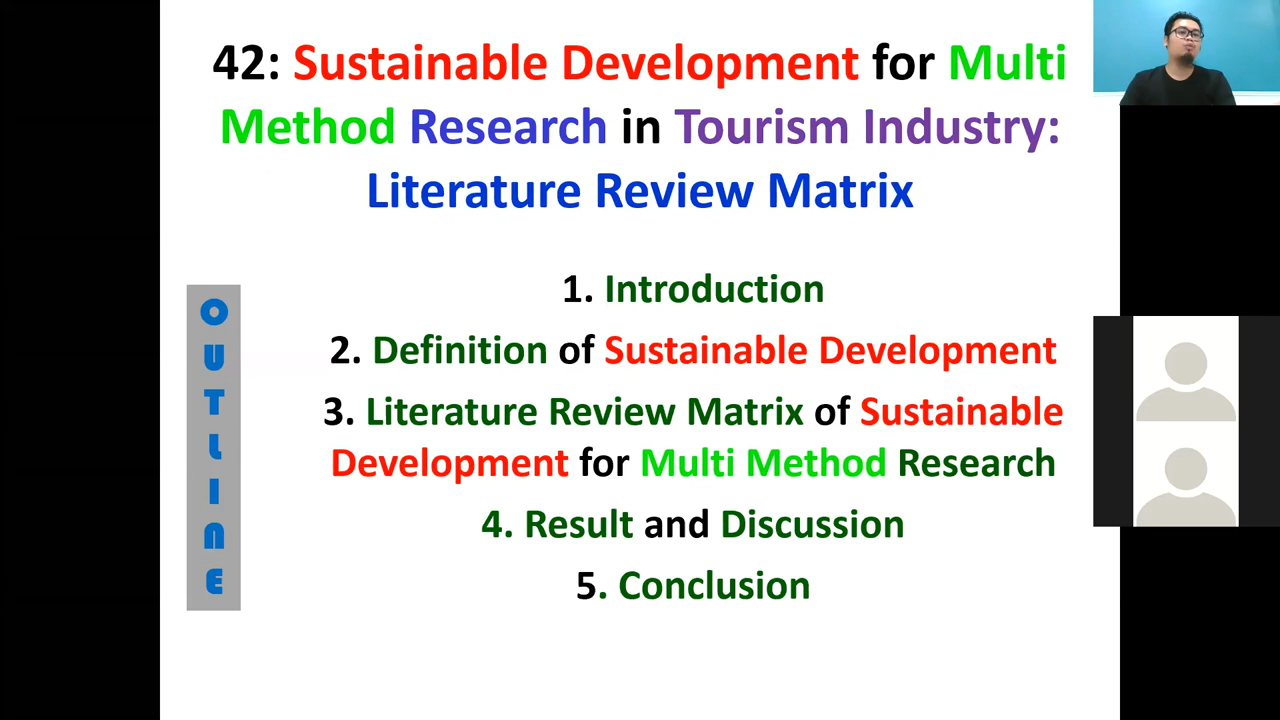 42: Sustainable Development for Multi
Method Research in Tourism Industry:
Literature Review Matrix
OUTLINE
1. Introduction
2. Definition of Sustainable Development
3. Literature Review Matrix of Sustainable
Development for Multi Method Research
4. Result and Discussion
5. Conclusion